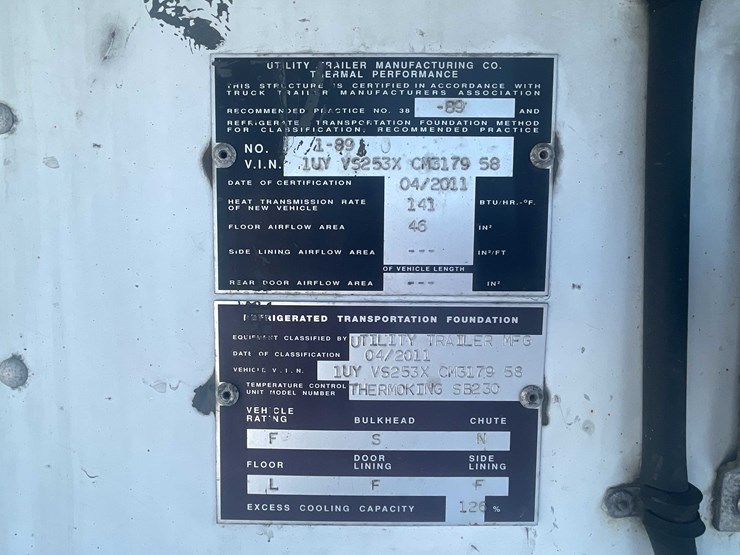 UTILITY TRAILER MANUFACTURING CO.
THERMAL PERFORMANCE
THIS STRUCTURE IS CERTIFIED IN ACCORDANCE WITH
TRUCK TRAILER MANUFACTURERS ASSOCIATION
RECOMMENDED PRACTICE NO. 38 -89 AND
REFRIGERATE TRANSPORTATION FOUNDATION METHOD
FOR CLASSIFICATION, RECOMMENDED PRACTICE
NO. 1-89
V.I.N. 1UY VS253X CM3179 58
DATE OF CERTIFICATION 04/2011
HEAT TRANSMISSION RATE
OF NEW VEHICLE 141 BTU/HR.-°F.
FLOOR AIRFLOW AREA 46 IN²
SIDE LINING AIRFLOW AREA --- IN²/FT
OF VEHICLE LENGTH
REAR DOOR AIRFLOW AREA --- IN²
REFRIGERATED TRANSPORTATION FOUNDATION
EQUIPMENT CLASSIFIED BY UTILITY TRAILER MFG
DATE OF CLASSIFICATION 04/2011
VEHICLE V.I.N. 1UY VS253X CM3179 58
TEMPERATURE CONTROL
UNIT MODEL NUMBER THERMOKING SB230
VEHICLE
RATING BULKHEAD CHUTE
F S N
FLOOR DOOR LINING SIDE LINING
L F F
EXCESS COOLING CAPACITY 126 %